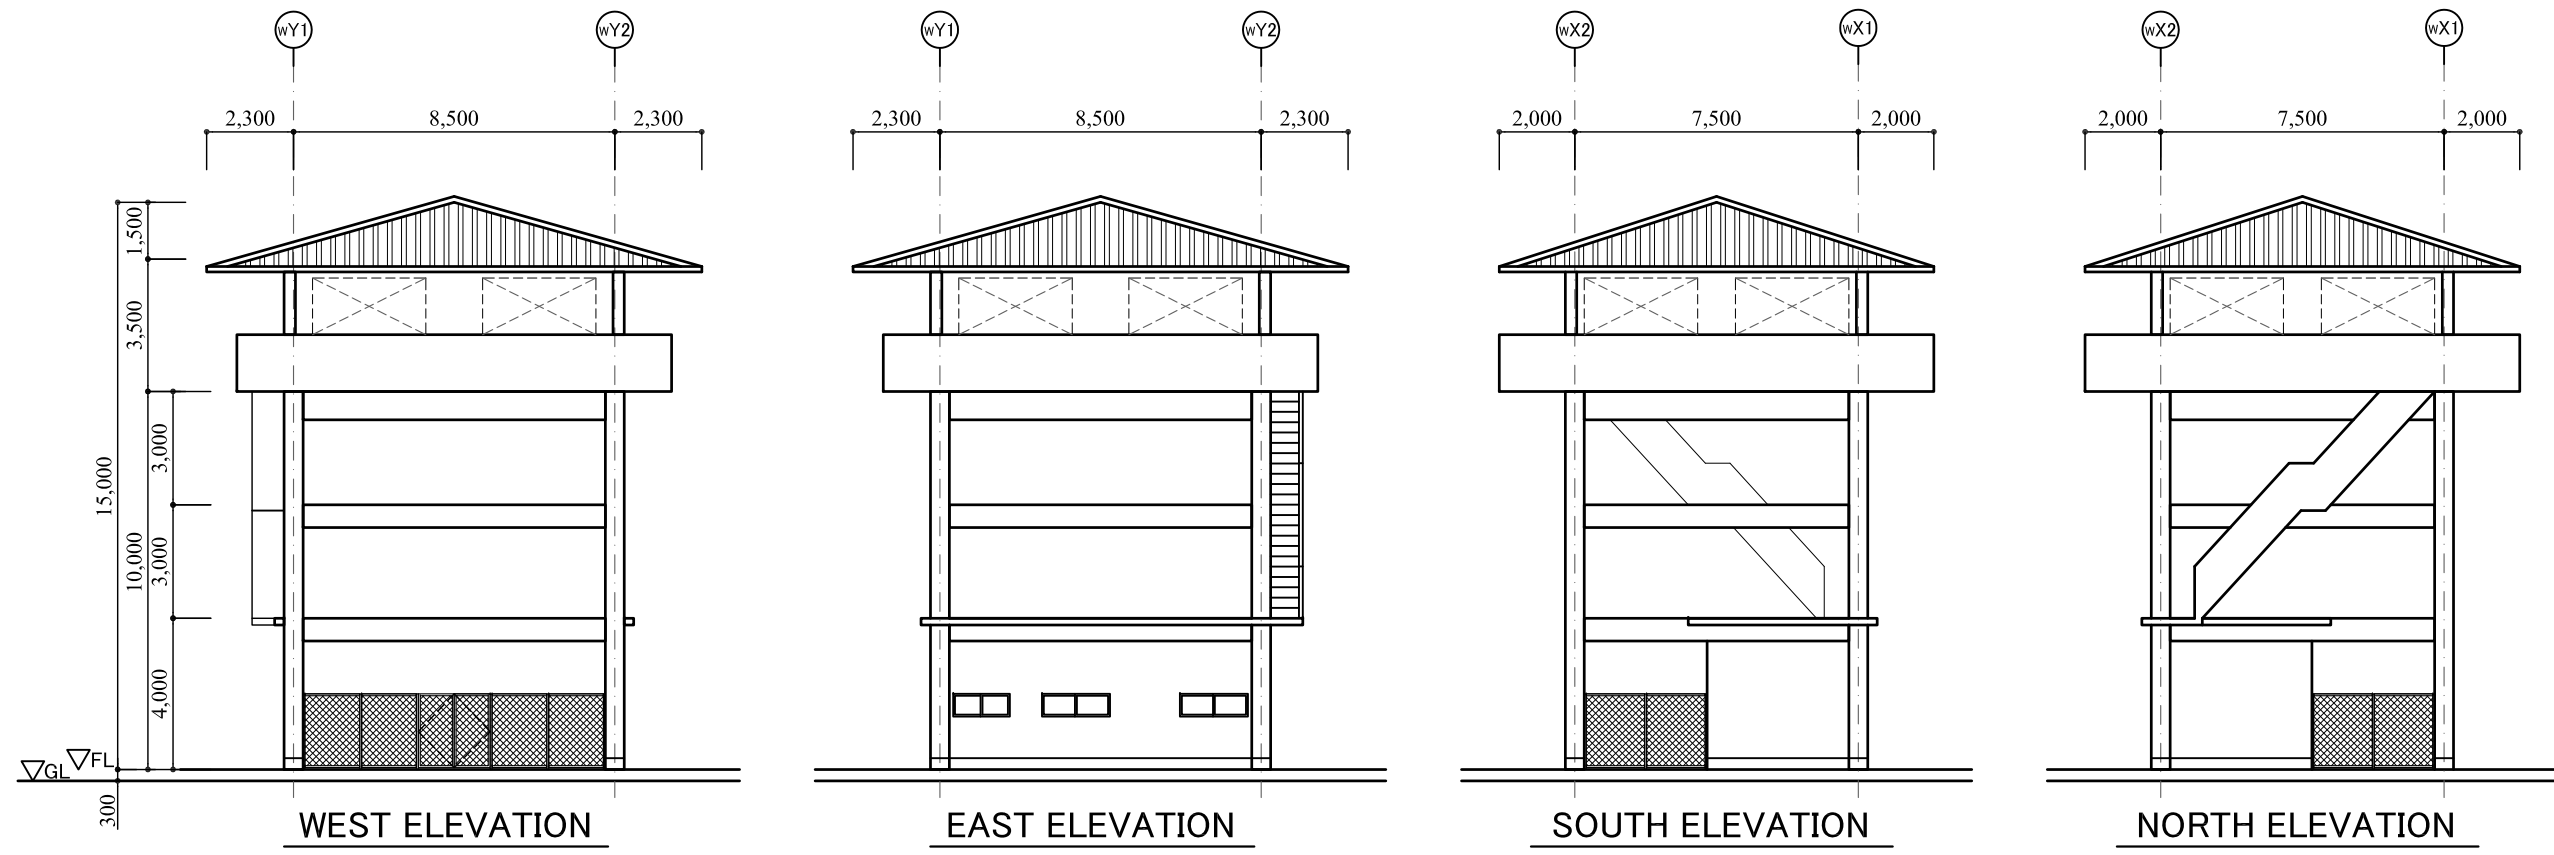 wY1 wY2 wY1 wY2 wX2 wX1 wX2 wX1
2,300 8,500 2,300 2,300 8,500 2,300 2,000 7,500 2,000 2,000 7,500 2,000
1,500
3,500
3,000
15,000
10,000
3,000
4,000
FL
GL
300
WEST ELEVATION
EAST ELEVATION
SOUTH ELEVATION
NORTH ELEVATION